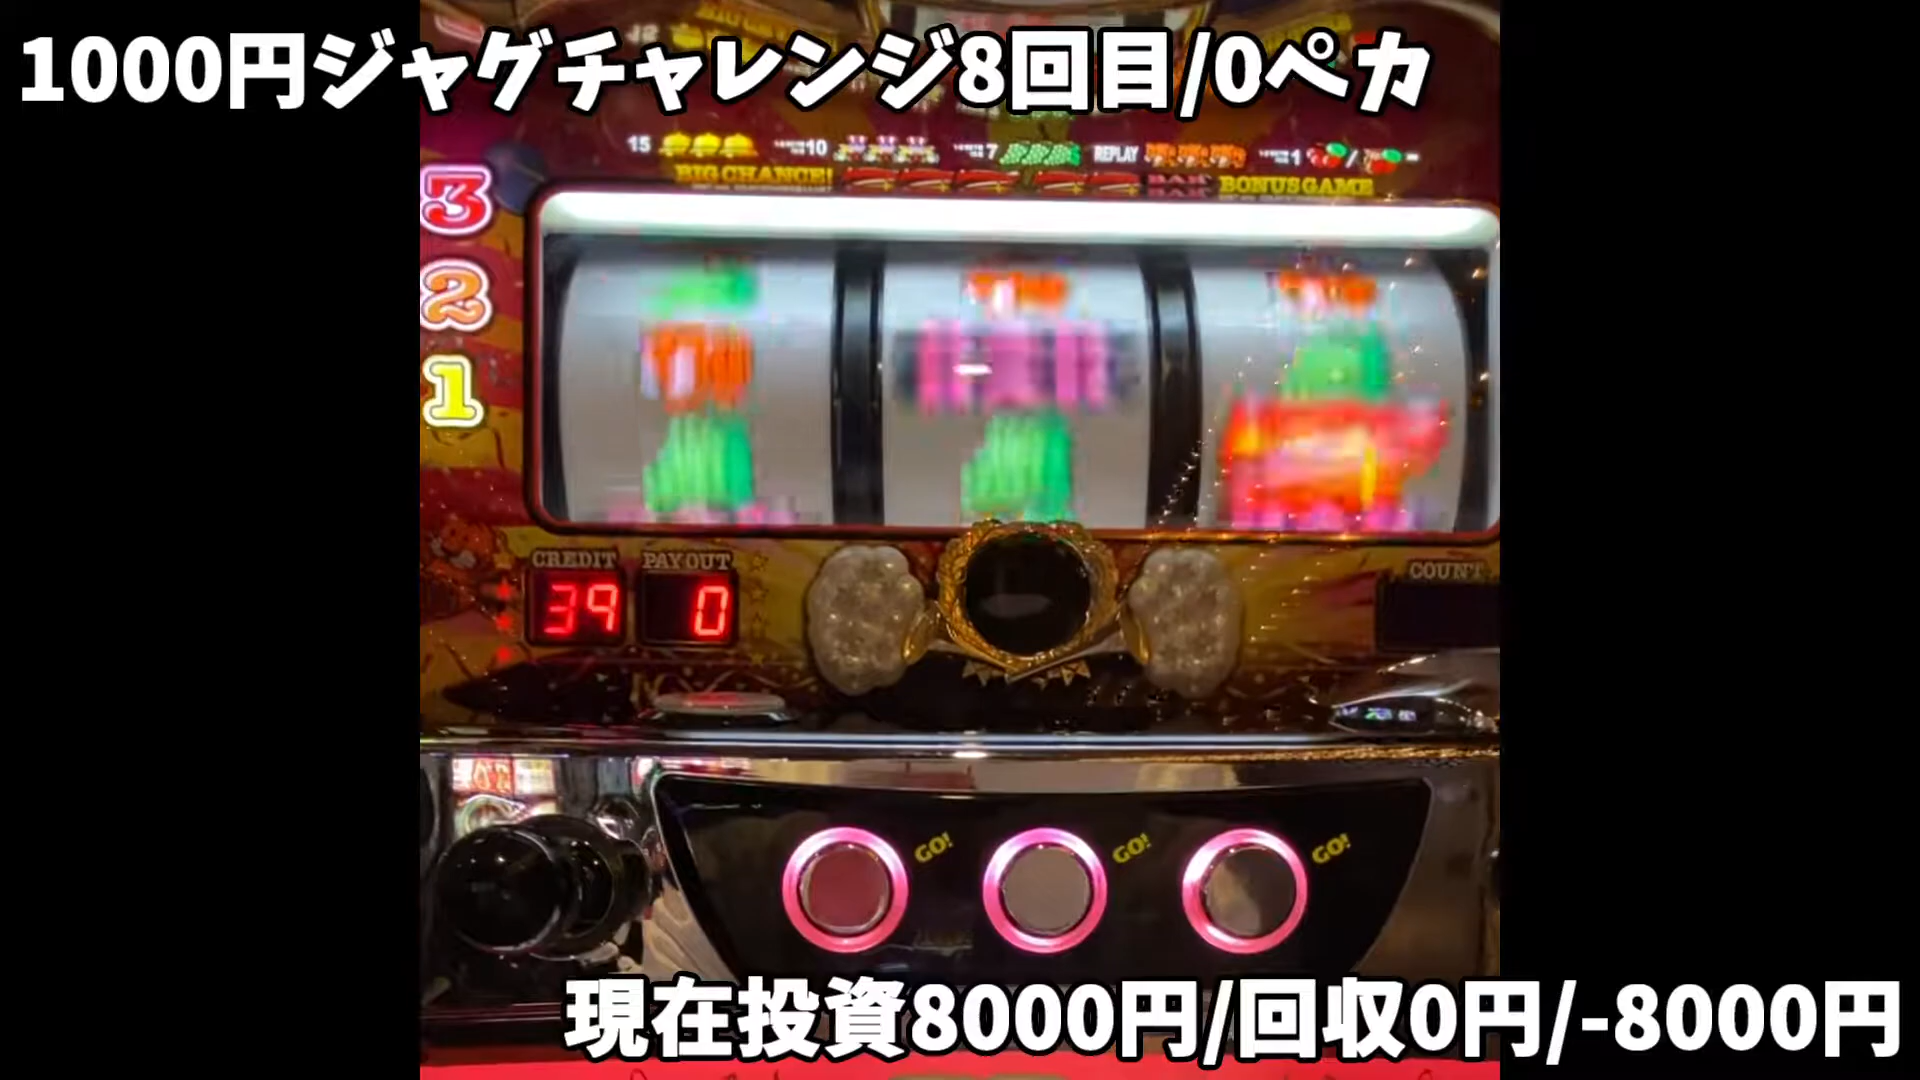 1000円ジャグチャレンジ8回目/0ペカ
15 10 7 REPLAY 1
BIG CHANCE! BONUS GAME
3
2
1
CREDIT PAYOUT COUNT
39 0
GO! GO! GO!
現在投資8000円/回収0円/-8000円